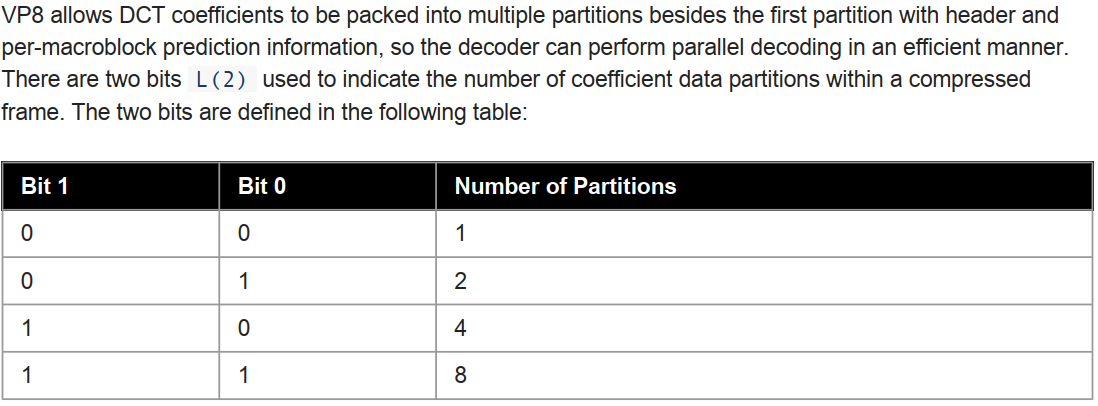 VP8 allows DCT coefficients to be packed into multiple partitions besides the first partition with header and
per-macroblock prediction information, so the decoder can perform parallel decoding in an efficient manner.
There are two bits L(2) used to indicate the number of coefficient data partitions within a compressed
frame. The two bits are defined in the following table:
Bit 1 Bit 0 Number of Partitions
0 0 1
0 1 2
1 0 4
1 1 8